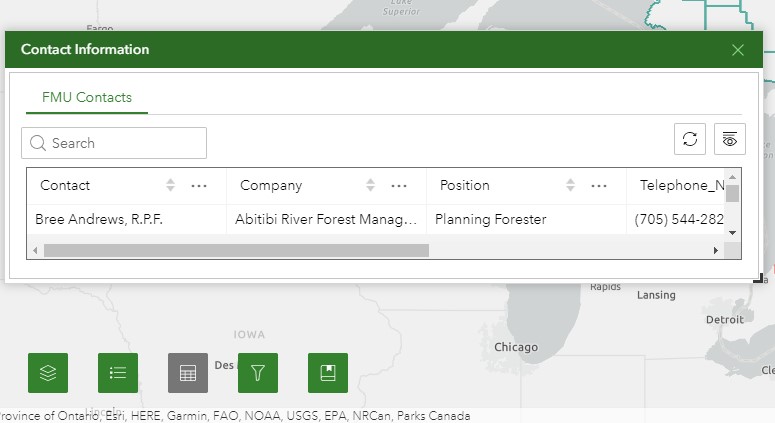 Lake
Superior
Fargo
Contact Information
FMU Contacts
Search
Contact
Company
Position
Telephone_N
Bree Andrews, R.P.F.
Abitibi River Forest Manag...
Planning Forester
(705) 544-282
Rapids
Lansing
Detroit
IOWA
Chicago
Des
Cle
Lincoln
rovince of Ontario, Esri, HERE, Garmin, FAO, NOAA, USGS, EPA, NRCan, Parks Canada